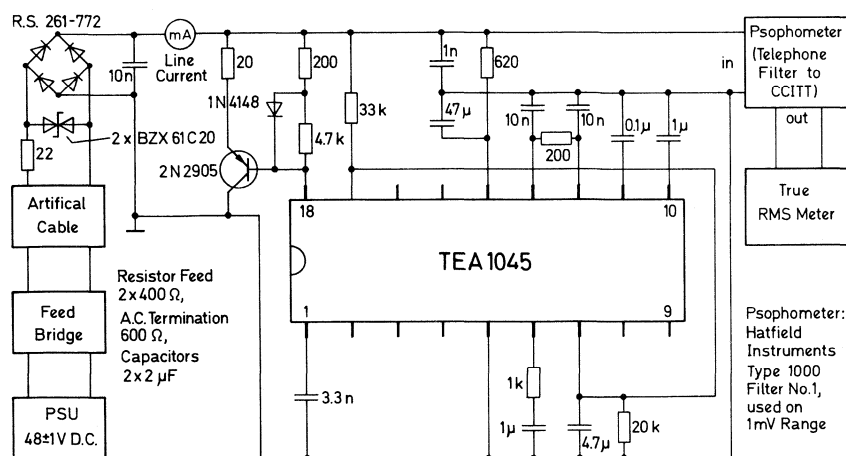 R.S. 261-772
mA
Line
Current
10n
20
200
1N4148
4.7k
2N2905
2 x BZX 61C20
22
33k
1n
47µ
620
10n
10n
200
0.1µ
1µ
in
Psophometer
(Telephone
Filter to
CCITT)
out
True
RMS Meter
Artifical
Cable
18
10
TEA1045
1
9
Resistor Feed
2x400 Ω,
A.C. Termination
600 Ω,
Capacitors
2 x 2 µF
Feed
Bridge
PSU
48±1V D.C.
3.3n
1k
1µ
4.7µ
20k
Psophometer:
Hatfield
Instruments
Type 1000
Filter No.1,
used on
1mV Range